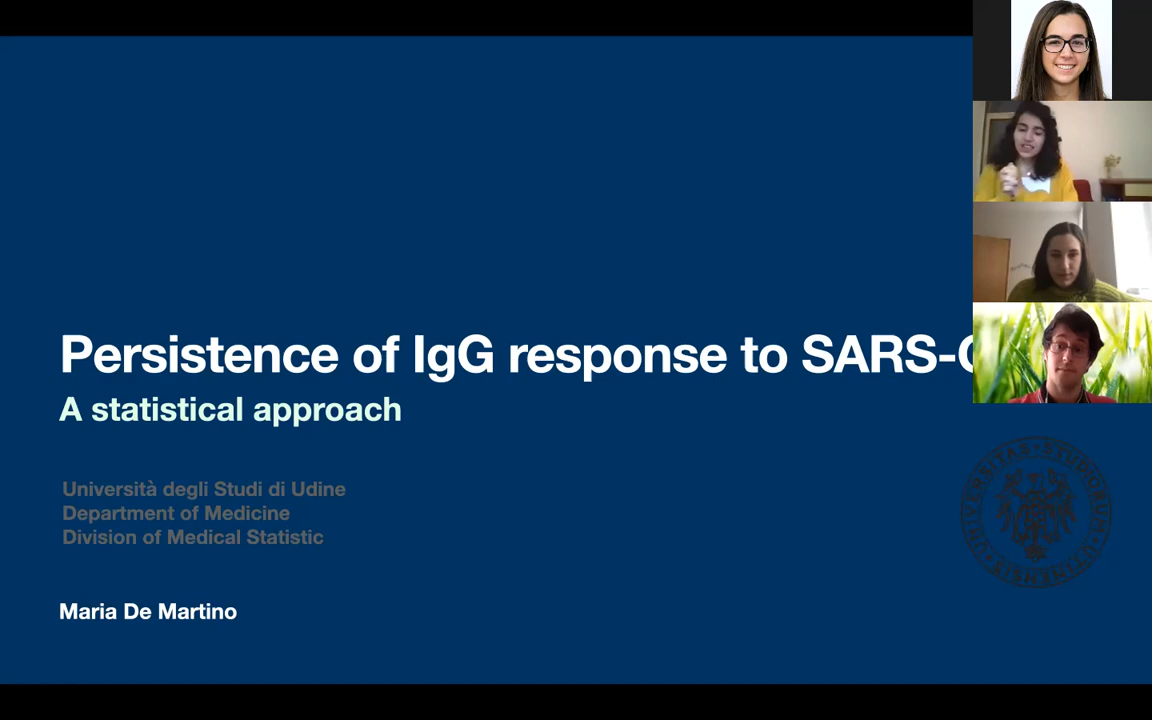 Persistence of IgG response to SARS-
A statistical approach
Università degli Studi di Udine
Department of Medicine
Division of Medical Statistic
Maria De Martino